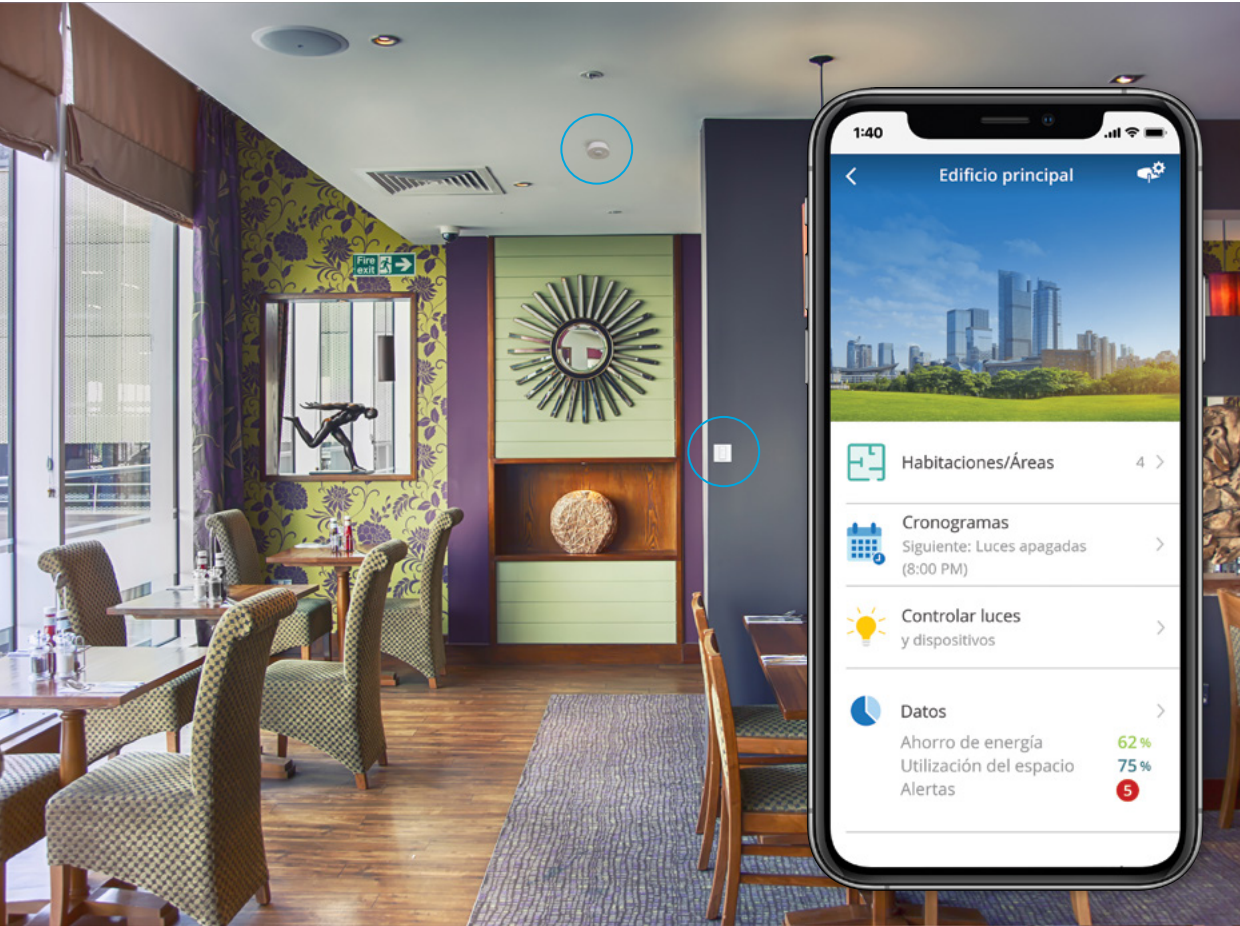 Fire
exit
1:40
Edificio principal
Habitaciones/Áreas 4
Cronogramas
Siguiente: Luces apagadas
(8:00 PM)
Controlar luces
y dispositivos
Datos
Ahorro de energía 62 %
Utilización del espacio 75 %
Alertas 5